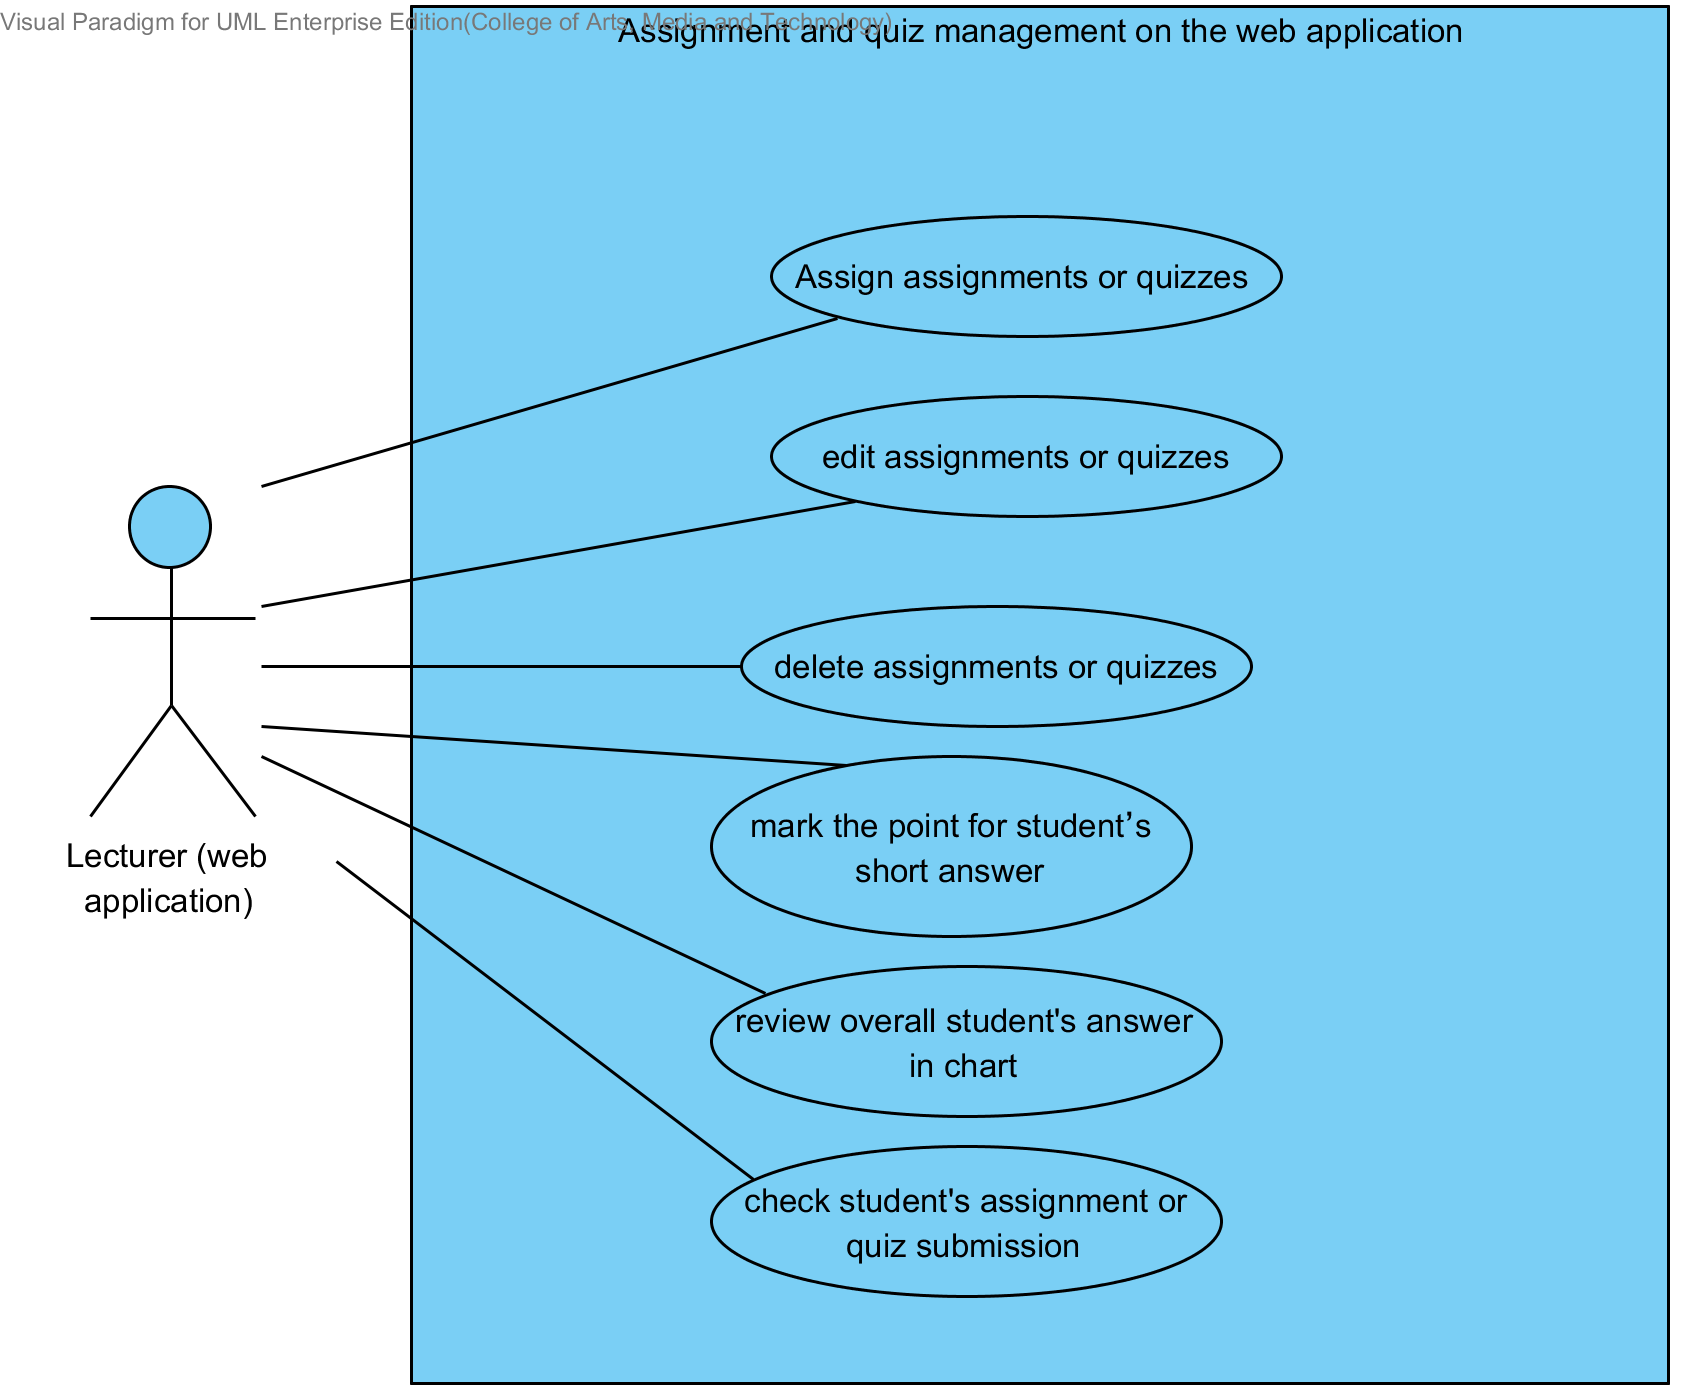 Visual Paradigm for UML Enterprise Edition(College of Arts, Media and Technology)
Assignment and quiz management on the web application
Assign assignments or quizzes
edit assignments or quizzes
delete assignments or quizzes
mark the point for student’s
short answer
Lecturer (web
application)
review overall student's answer
in chart
check student's assignment or
quiz submission